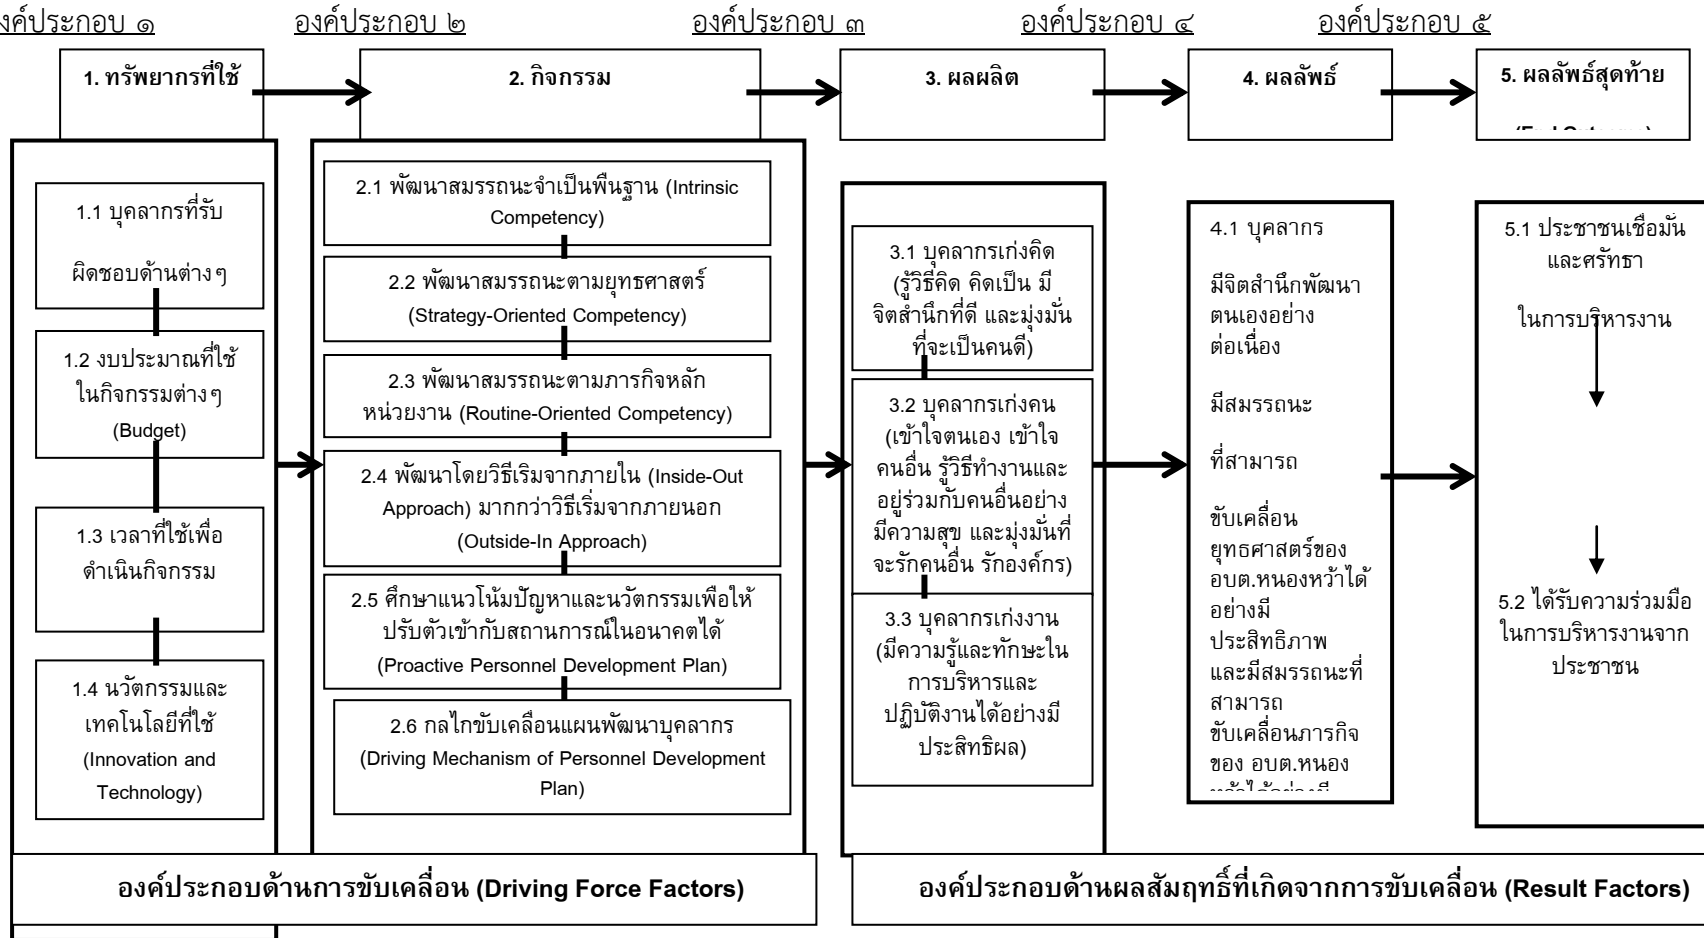 องค์ประกอบ ๑
องค์ประกอบ ๒
องค์ประกอบ ๓
องค์ประกอบ ๔
องค์ประกอบ ๕
1. ทรัพยากรที่ใช้
2. กิจกรรม
3. ผลผลิต
4. ผลลัพธ์
5. ผลลัพธ์สุดท้าย
1.1 บุคลากรที่รับ
ผิดชอบด้านต่างๆ
1.2 งบประมาณที่ใช้
ในกิจกรรมต่างๆ
(Budget)
1.3 เวลาที่ใช้เพื่อ
ดำเนินกิจกรรม
1.4 นวัตกรรมและ
เทคโนโลยีที่ใช้
(Innovation and
Technology)
2.1 พัฒนาสมรรถนะจำเป็นพื้นฐาน (Intrinsic
Competency)
2.2 พัฒนาสมรรถนะตามยุทธศาสตร์
(Strategy-Oriented Competency)
2.3 พัฒนาสมรรถนะตามภารกิจหลัก
หน่วยงาน (Routine-Oriented Competency)
2.4 พัฒนาโดยวิธีเริ่มจากภายใน (Inside-Out
Approach) มากกว่าวิธีเริ่มจากภายนอก
(Outside-In Approach)
2.5 ศึกษาแนวโน้มปัญหาและนวัตกรรมเพื่อให้
ปรับตัวเข้ากับสถานการณ์ในอนาคตได้
(Proactive Personnel Development Plan)
2.6 กลไกขับเคลื่อนแผนพัฒนาบุคลากร
(Driving Mechanism of Personnel Development
Plan)
3.1 บุคลากรเก่งคิด
(รู้วิธีคิด คิดเป็น มี
จิตสำนึกที่ดี และมุ่งมั่น
ที่จะเป็นคนดี)
3.2 บุคลากรเก่งคน
(เข้าใจตนเอง เข้าใจ
คนอื่น รู้วิธีทำงานและ
อยู่ร่วมกับคนอื่นอย่าง
มีความสุข และมุ่งมั่นที่
จะรักคนอื่น รักองค์กร)
3.3 บุคลากรเก่งงาน
(มีความรู้และทักษะใน
การบริหารและ
ปฏิบัติงานได้อย่างมี
ประสิทธิผล)
4.1 บุคลากร
มีจิตสำนึกพัฒนา
ตนเองอย่าง
ต่อเนื่อง
มีสมรรถนะ
ที่สามารถ
ขับเคลื่อน
ยุทธศาสตร์ของ
อบต.หนองหว้าได้
อย่างมี
ประสิทธิภาพ
และมีสมรรถนะที่
สามารถ
ขับเคลื่อนภารกิจ
ของ อบต.หนอง
5.1 ประชาชนเชื่อมั่น
และศรัทธา
ในการบริหารงาน
5.2 ได้รับความร่วมมือ
ในการบริหารงานจาก
ประชาชน
องค์ประกอบด้านการขับเคลื่อน (Driving Force Factors)
องค์ประกอบด้านผลสัมฤทธิ์ที่เกิดจากการขับเคลื่อน (Result Factors)